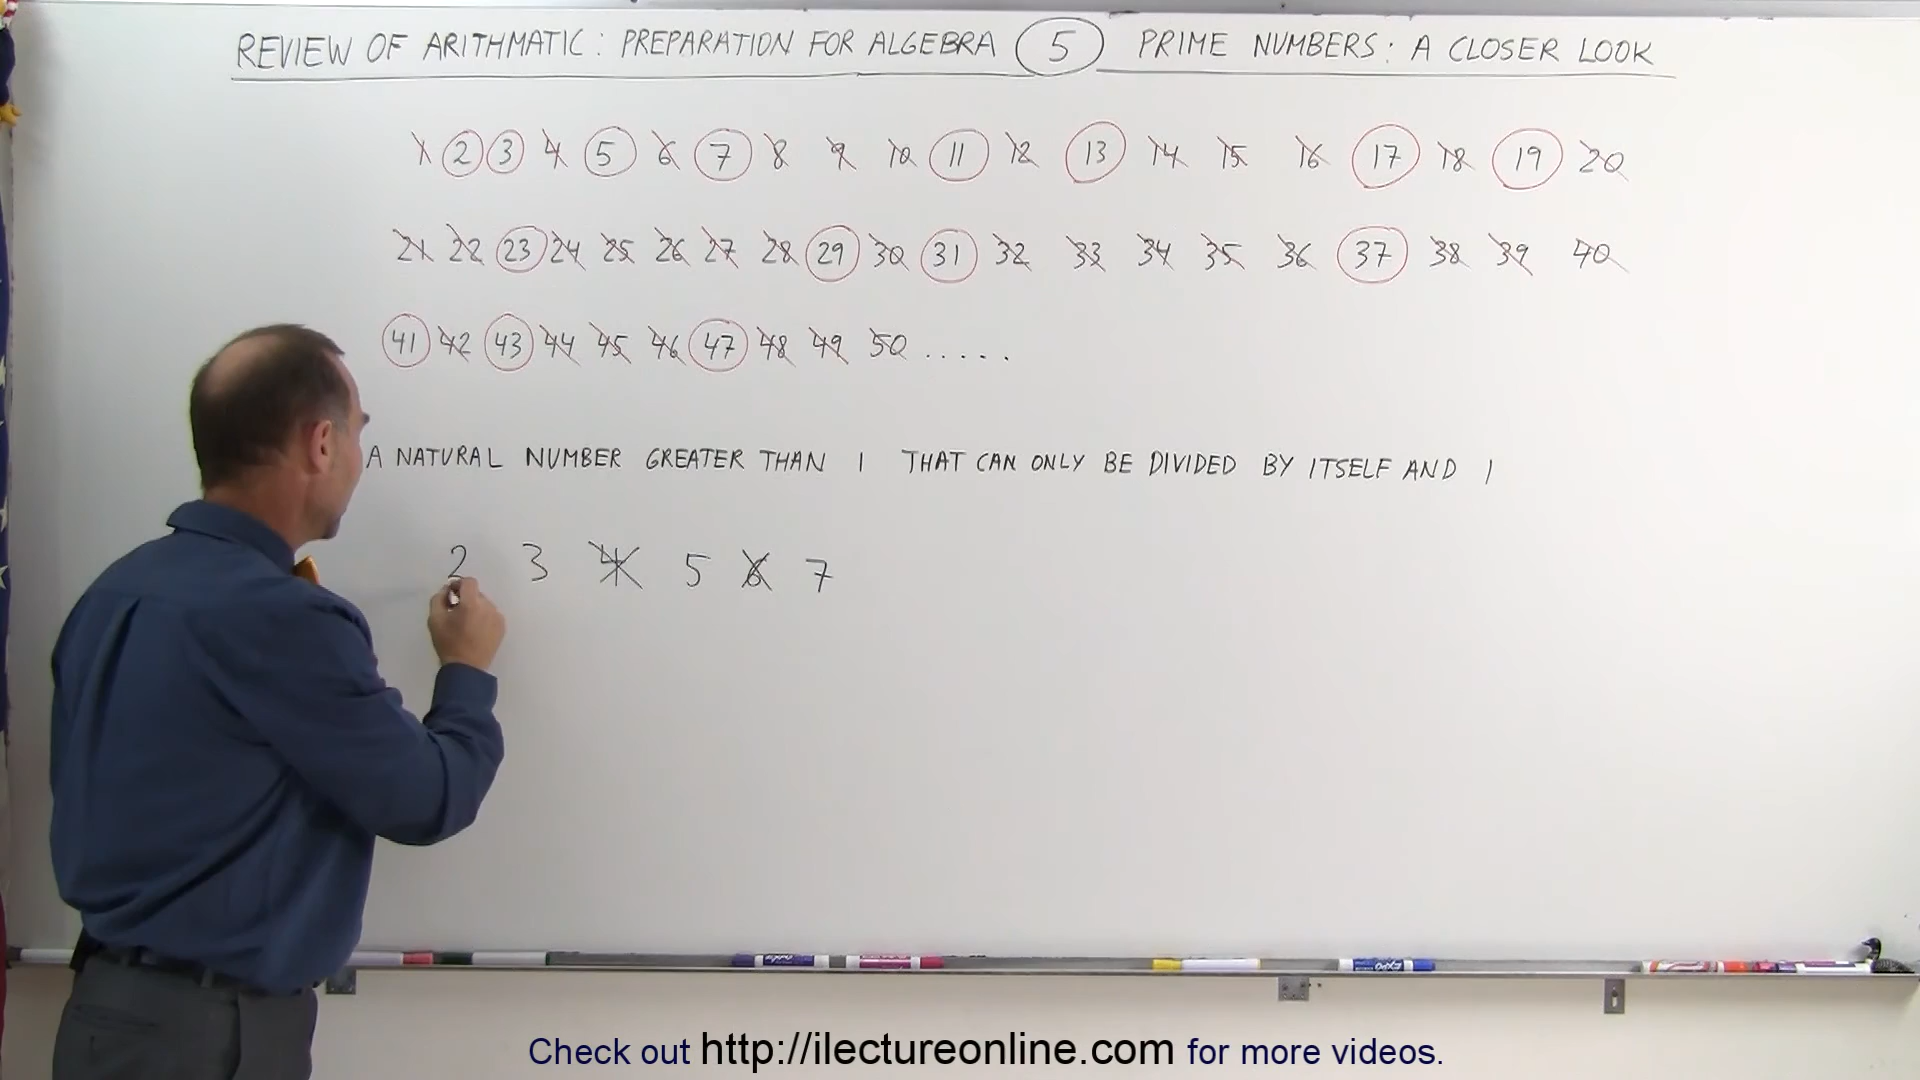 REVIEW OF ARITHMATIC: PREPARATION FOR ALGEBRA 5 PRIME NUMBERS: A CLOSER LOOK
1 2 3 4 5 6 7 8 9 10 11 12 13 14 15 16 17 18 19 20
21 22 23 24 25 26 27 28 29 30 31 32 33 34 35 36 37 38 39 40
41 42 43 44 45 46 47 48 49 50 .....
A NATURAL NUMBER GREATER THAN 1 THAT CAN ONLY BE DIVIDED BY ITSELF AND 1
2 3 4 5 6 7
Check out http://ilectureonline.com for more videos.